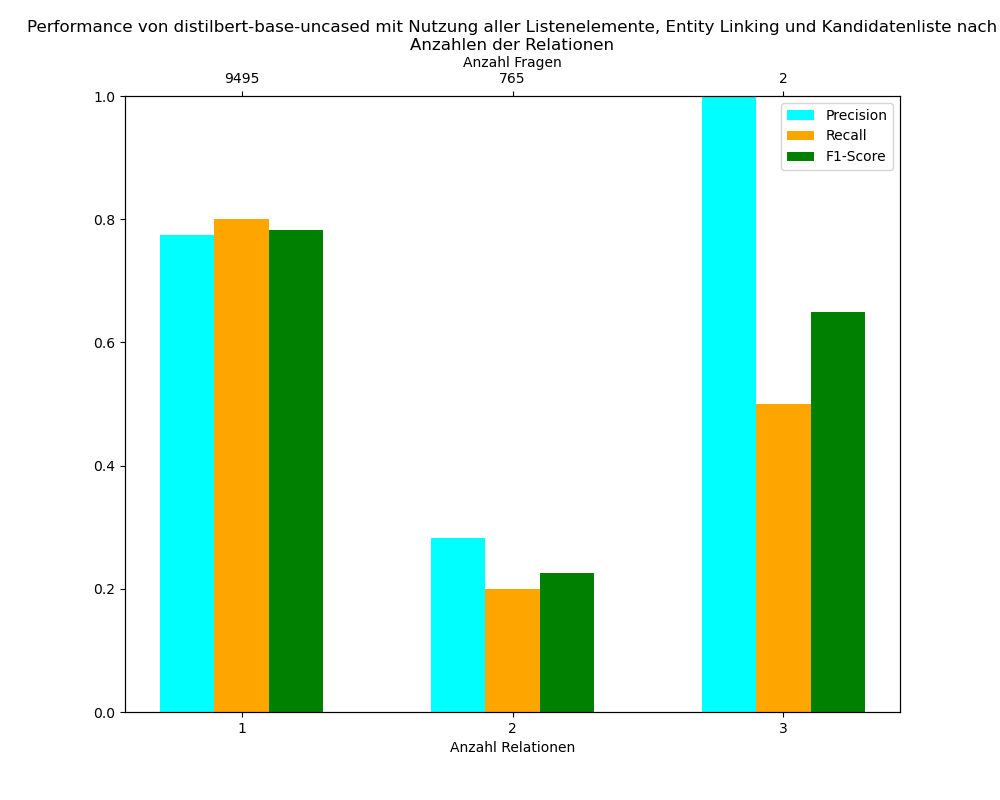 Performance von distilbert-base-uncased mit Nutzung aller Listenelemente, Entity Linking und Kandidatenliste nach
Anzahlen der Relationen
Anzahl Fragen
9495 765 2
1.0
Precision
Recall
F1-Score
0.8
0.6
0.4
0.2
0.0
1 2 3
Anzahl Relationen